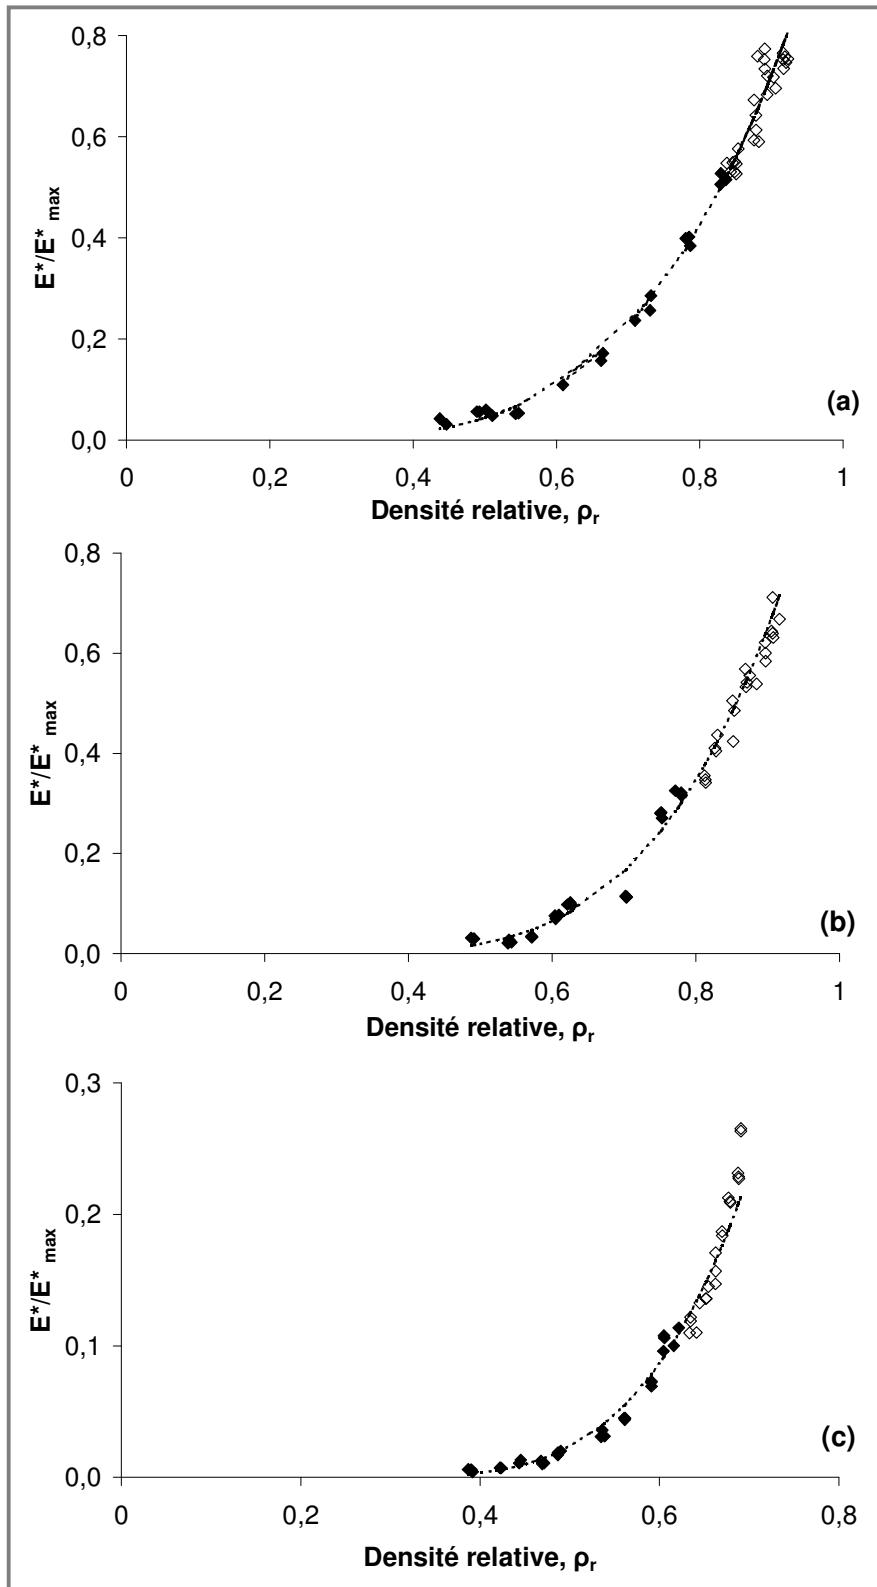 0,8
0,6
0,4
0,2
0,0
E*/E* max
(a)
0 0,2 0,4 0,6 0,8 1
Densité relative, ρr
0,8
0,6
0,4
0,2
0,0
E*/E* max
(b)
0 0,2 0,4 0,6 0,8 1
Densité relative, ρr
0,3
0,2
0,1
0,0
E*/E* max
(c)
0 0,2 0,4 0,6 0,8
Densité relative, ρr